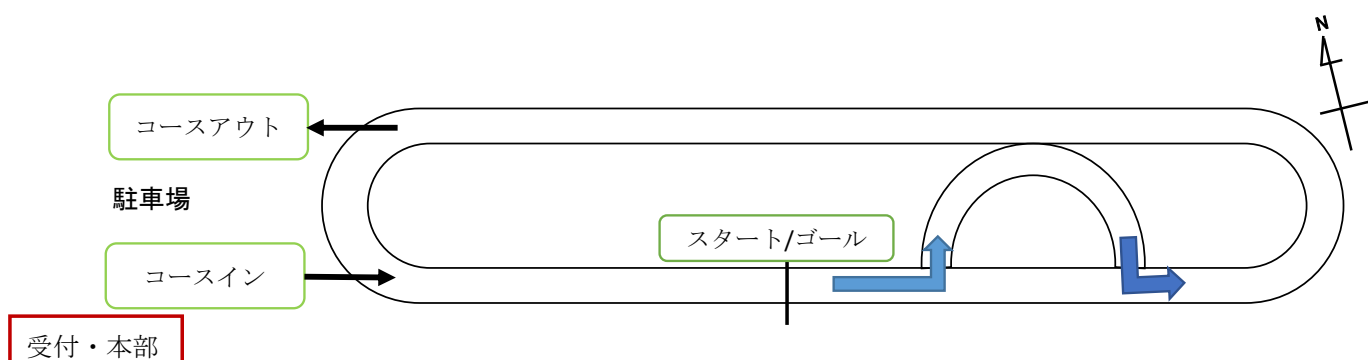 N
コースアウト
駐車場
スタート/ゴール
コースイン
受付・本部